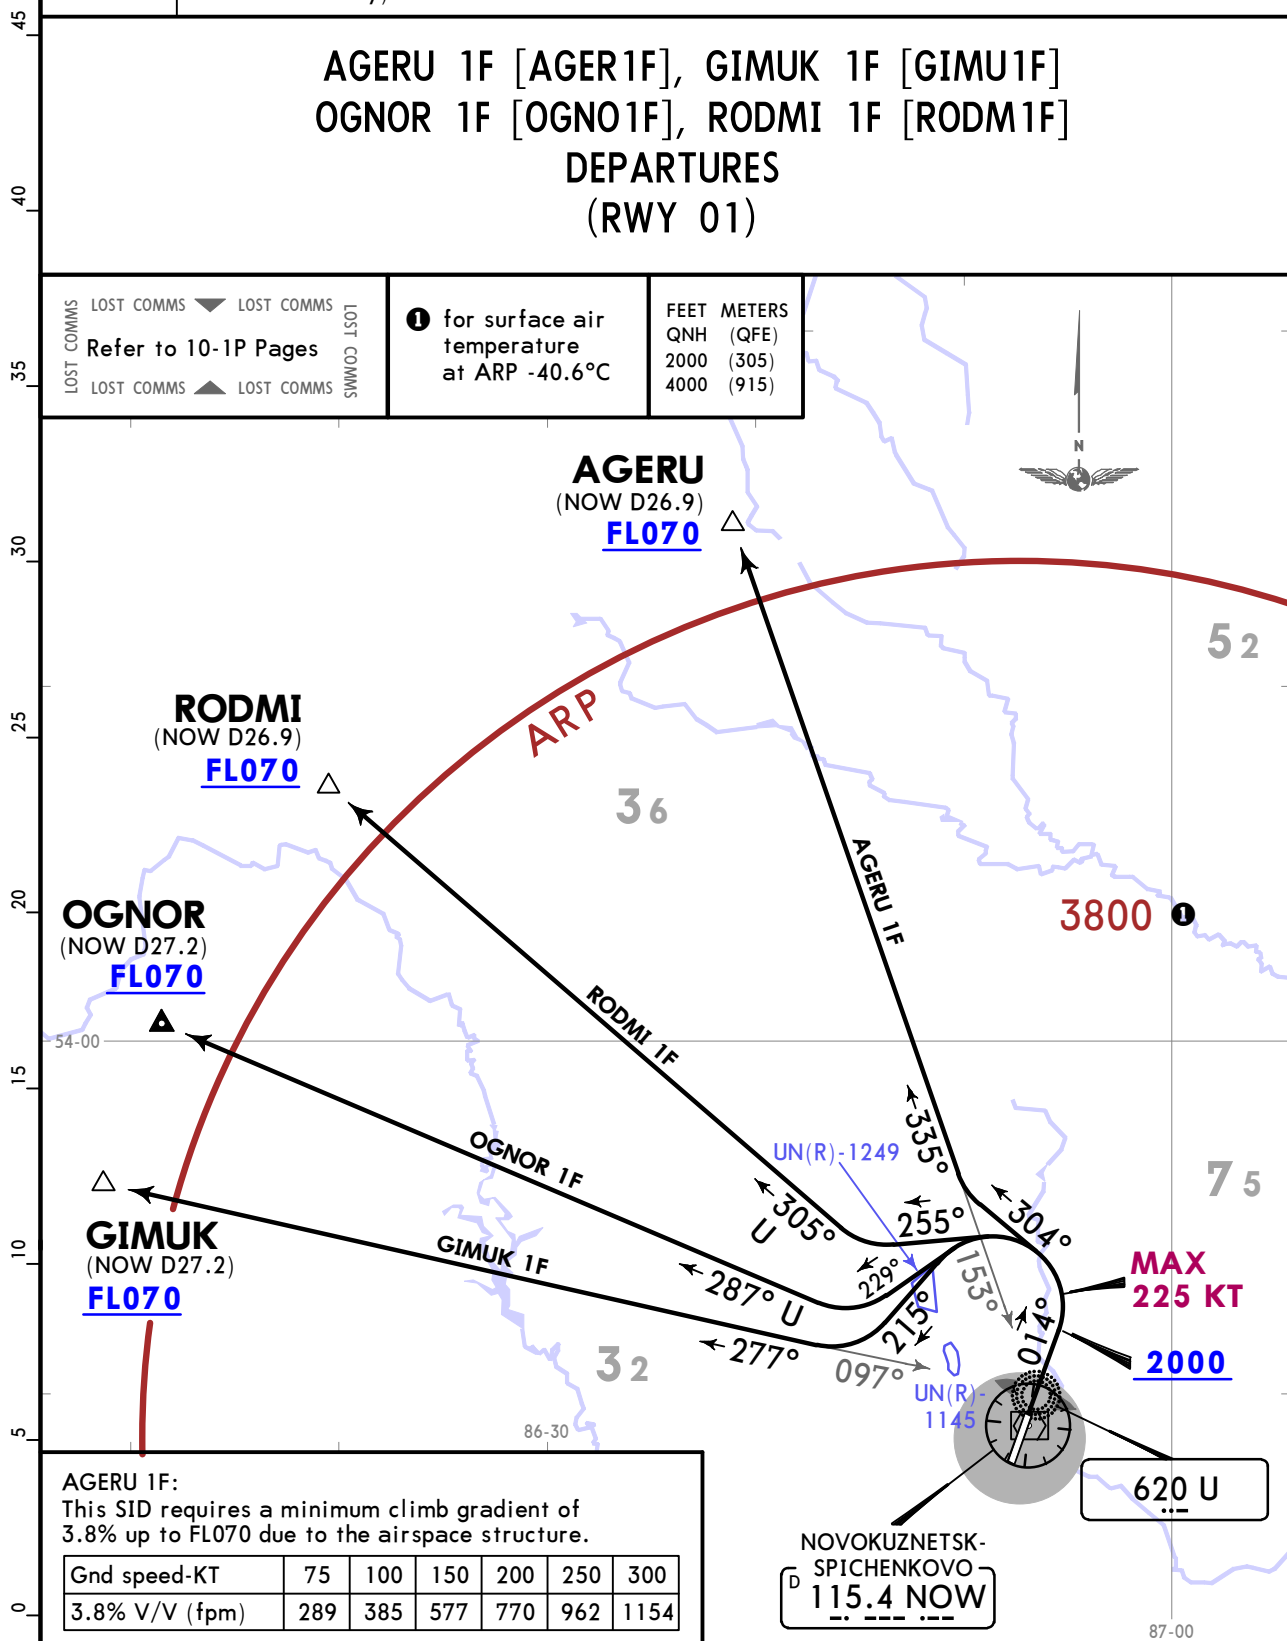 45
AGERU 1F [AGER1F], GIMUK 1F [GIMU1F]
OGNOR 1F [OGNO1F], RODMI 1F [RODM1F]
DEPARTURES
(RWY 01)
40
LOST COMMS LOST COMMS
LOST COMMS
Refer to 10-1P Pages
LOST COMMS
LOST COMMS LOST COMMS
1 for surface air
temperature
at ARP -40.6°C
FEET METERS
QNH (QFE)
2000 (305)
4000 (915)
35
N
AGERU
(NOW D26.9)
FL070
30
52
RODMI
(NOW D26.9)
FL070
ARP
25
36
AGERU 1F
20
OGNOR
(NOW D27.2)
FL070
3800 1
RODMI 1F
54-00
15
335°
OGNOR 1F
UN(R)-1249
75
GIMUK
(NOW D27.2)
FL070
GIMUK 1F
305°
U
255°
304°
10
229°
153°
MAX
225 KT
287° U
215°
014°
277°
097°
32
2000
UN(R)-
1145
86-30
5
620 U
AGERU 1F:
This SID requires a minimum climb gradient of
3.8% up to FL070 due to the airspace structure.
Gnd speed-KT 75 100 150 200 250 300
3.8% V/V (fpm) 289 385 577 770 962 1154
NOVOKUZNETSK-
SPICHENKOVO
D 115.4 NOW
0
87-00